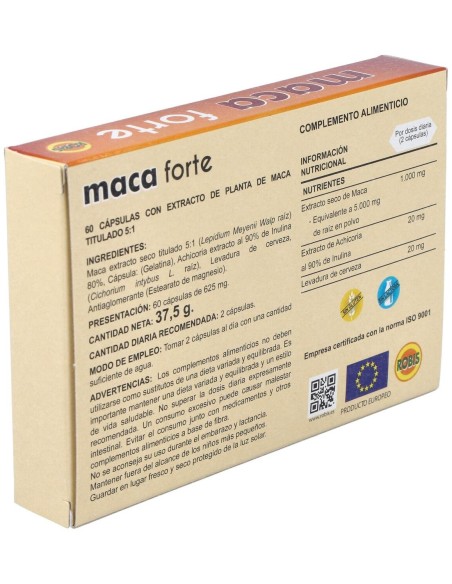 maca
forte
maca forte
60 CÁPSULAS CON EXTRACTO DE PLANTA DE MACA
TITULADO 5:1
INGREDIENTES:
Maca extracto seco titulado 5:1 (Lepidium Meyenii Walp raíz)
80%, Cápsula: (Gelatina), Achicoria extracto al 90% de Inulina
(Cichorium intybus L. raíz), Levadura de cerveza,
Antiaglomerante (Estearato de magnesio).
PRESENTACIÓN: 60 cápsulas de 625 mg.
CANTIDAD NETA: 37,5 g.
CANTIDAD DIARIA RECOMENDADA: 2 cápsulas.
MODO DE EMPLEO: Tomar 2 cápsulas al día con una cantidad
suficiente de agua.
ADVERTENCIAS: Los complementos alimenticios no deben
utilizarse como sustitutos de una dieta variada y equilibrada. Es
importante mantener una dieta variada y equilibrada y un estilo
de vida saludable. No superar la dosis diaria expresamente
recomendada. Un consumo excesivo puede causar malestar
intestinal. Evitar el consumo junto con medicamentos y otros
complementos alimenticios a base de fibra.
No se aconseja su uso durante el embarazo y lactancia.
Mantener fuera del alcance de los niños más pequeños.
Guardar en lugar fresco y seco protegido de la luz solar.
COMPLEMENTO ALIMENTICIO
INFORMACIÓN
NUTRICIONAL
Por dosis diaria
(2 cápsulas)
NUTRIENTES
Extracto seco de Maca 1,000 mg
- Equivalente a 5.000 mg
de raíz en polvo
Extracto de Achicoria 20 mg
al 90% de Inulina
Levadura de cerveza 20 mg
Empresa certificada con la norma ISO 9001
www.robis.es
PRODUCTO EUROPEO
ROBIS